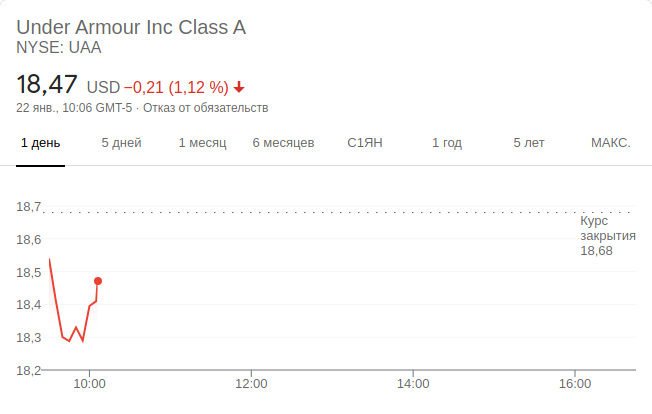 Under Armour Inc Class A
NYSE: UAA
18,47 USD −0,21 (1,12 %)
22 янв., 10:06 GMT-5 · Отказ от обязательств
1 день 5 дней 1 месяц 6 месяцев С1ЯН 1 год 5 лет МАКС.
18,7
Курс
18,6 закрытия
18,68
18,5
18,4
18,3
18,2
10:00 12:00 14:00 16:00